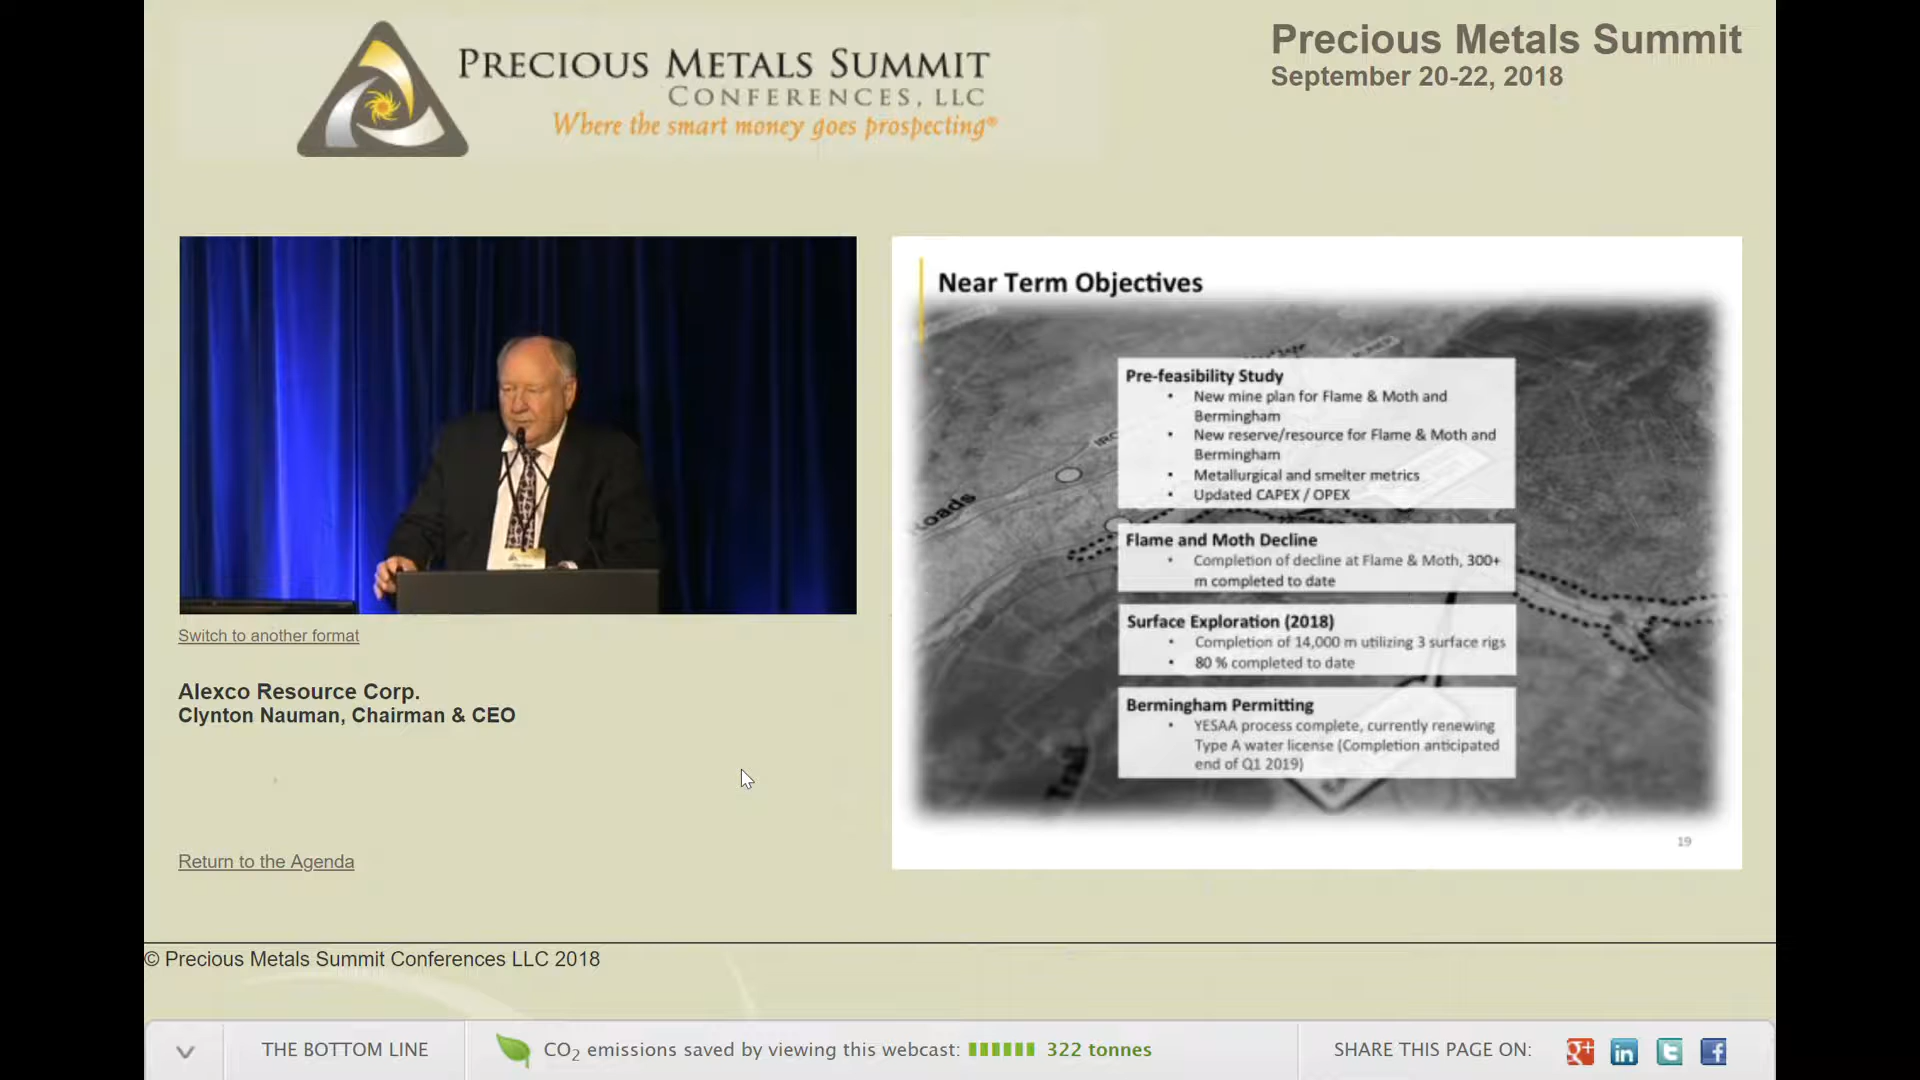 PRECIOUS METALS SUMMIT
CONFERENCES, LLC
Where the smart money goes prospecting®
Precious Metals Summit
September 20-22, 2018
Switch to another format
Alexco Resource Corp.
Clynton Nauman, Chairman & CEO
Return to the Agenda
Near Term Objectives
Pre-feasibility Study
• New mine plan for Flame & Moth and
Bermingham
• New reserve/resource for Flame & Moth and
Bermingham
• Metallurgical and smelter metrics
• Updated CAPEX / OPEX
Flame and Moth Decline
• Completion of decline at Flame & Moth, 300+
m completed to date
Surface Exploration (2018)
• Completion of 14,000 m utilizing 3 surface rigs
• 80 % completed to date
Bermingham Permitting
• YESAA process complete, currently renewing
Type A water license (Completion anticipated
end of Q1 2019)
19
© Precious Metals Summit Conferences LLC 2018
THE BOTTOM LINE
CO2 emissions saved by viewing this webcast: 322 tonnes
SHARE THIS PAGE ON: